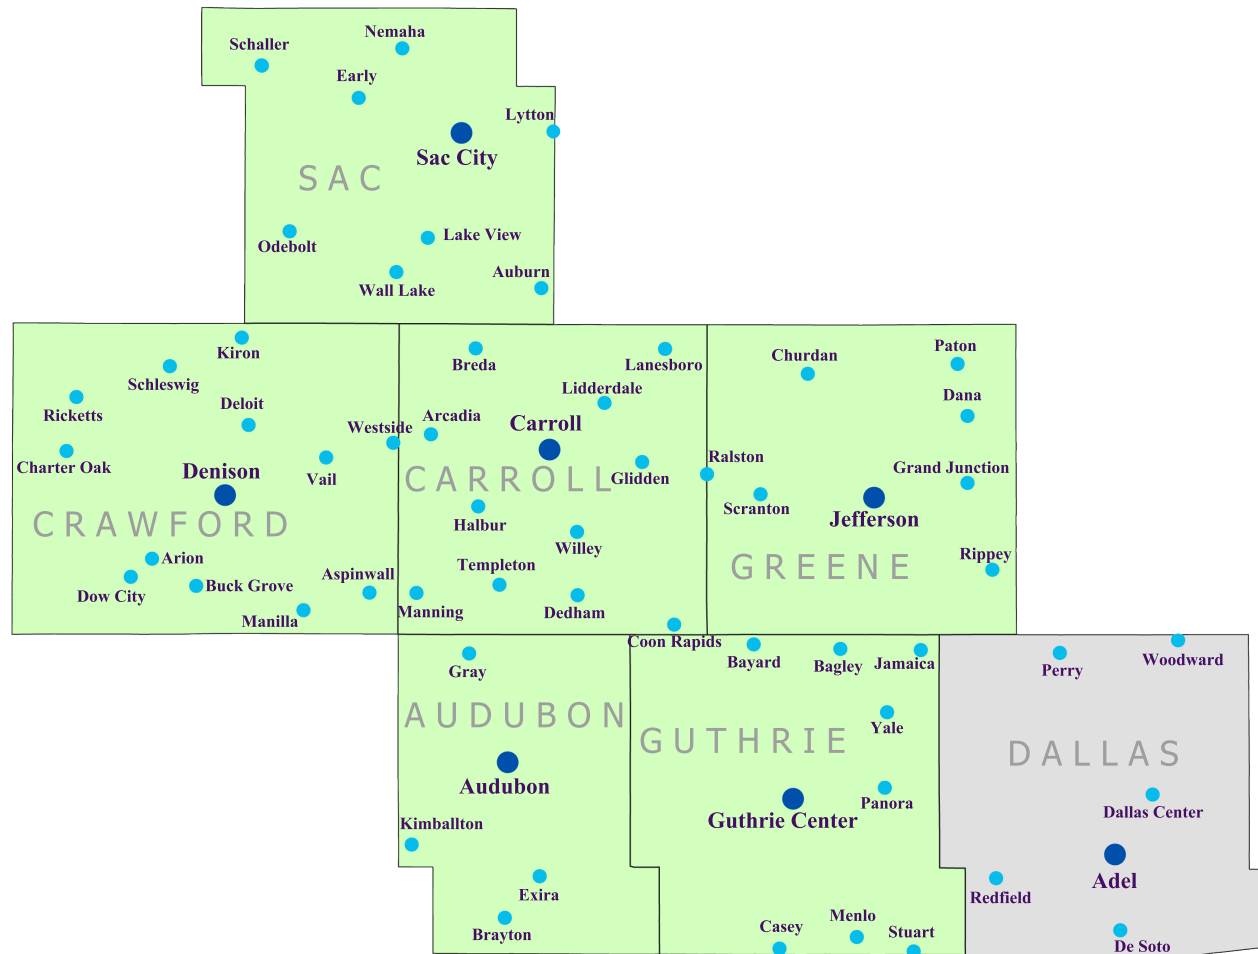 Nemaha
Schaller
Early
Lytton
Sac City
SAC
Lake View
Odebolt
Auburn
Wall Lake
Kiron
Schleswig
Ricketts
Deloit
Charter Oak
Denison
Vail
Westside
CRAWFORD
Arion
Dow City
Buck Grove
Aspinwall
Manilla
Breda
Lanesboro
Lidderdale
Arcadia
Carroll
CARROLL
Glidden
Halbur
Willey
Templeton
Manning
Dedham
Coon Rapids
Churdan
Paton
Dana
Ralston
Grand Junction
Scranton
Jefferson
GREENE
Rippey
Gray
AUDUBON
Audubon
Kimballton
Exira
Brayton
Bayard
Bagley
Jamaica
Yale
GUTHRIE
Panora
Guthrie Center
Casey
Menlo
Stuart
Perry
Woodward
DALLAS
Dallas Center
Adel
Redfield
De Soto